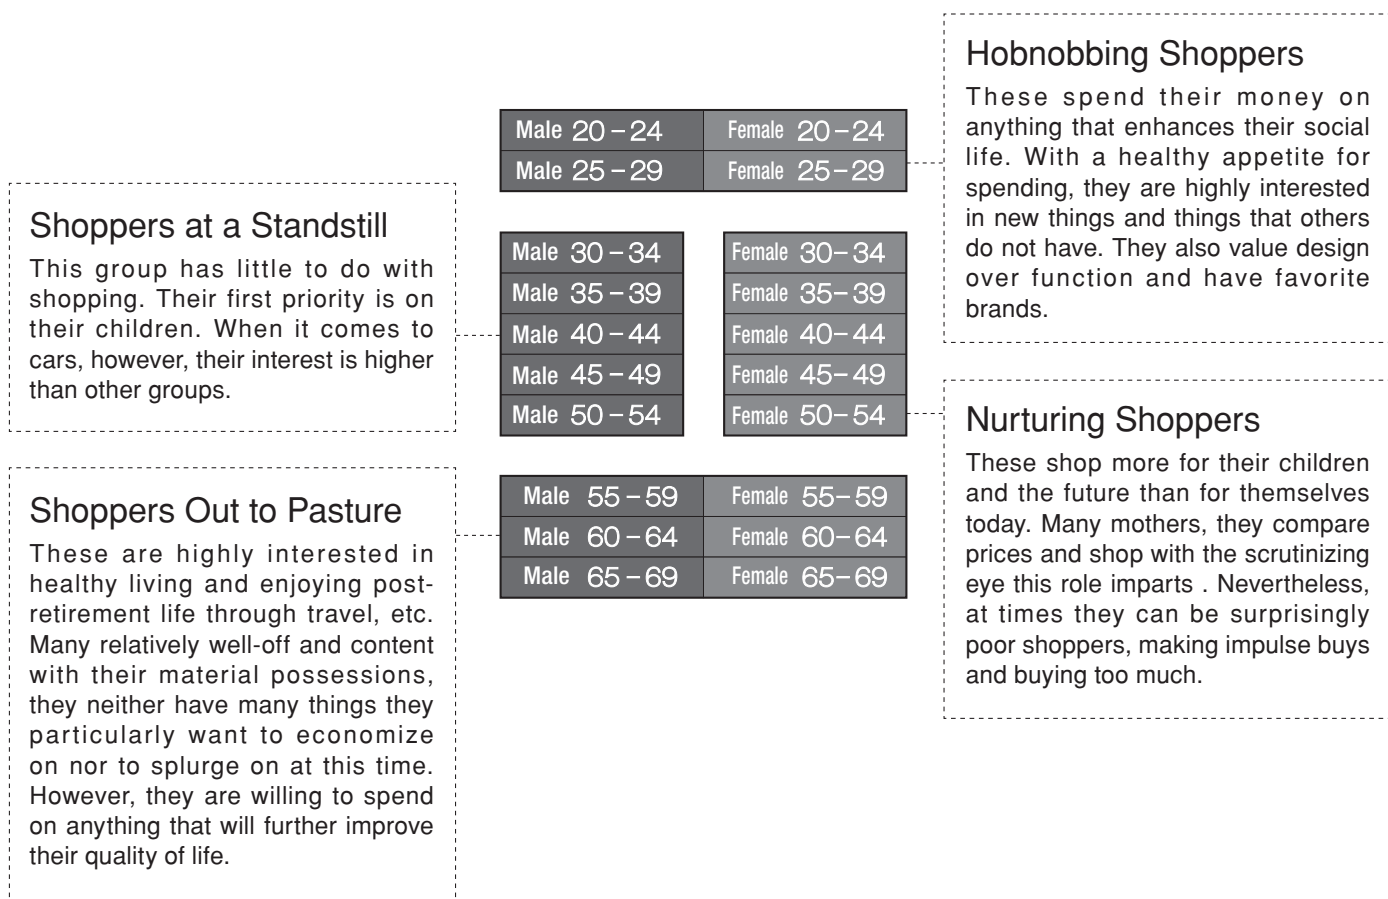 Hobnobbing Shoppers
These spend their money on
anything that enhances their social
life. With a healthy appetite for
spending, they are highly interested
in new things and things that others
do not have. They also value design
over function and have favorite
brands.
Male 20–24 Female 20–24
Male 25–29 Female 25–29
Shoppers at a Standstill
This group has little to do with
shopping. Their first priority is on
their children. When it comes to
cars, however, their interest is higher
than other groups.
Male 30–34 Female 30–34
Male 35–39 Female 35–39
Male 40–44 Female 40–44
Male 45–49 Female 45–49
Male 50–54 Female 50–54
Nurturing Shoppers
These shop more for their children
and the future than for themselves
today. Many mothers, they compare
prices and shop with the scrutinizing
eye this role imparts . Nevertheless,
at times they can be surprisingly
poor shoppers, making impulse buys
and buying too much.
Shoppers Out to Pasture
These are highly interested in
healthy living and enjoying post-
retirement life through travel, etc.
Many relatively well-off and content
with their material possessions,
they neither have many things they
particularly want to economize
on nor to splurge on at this time.
However, they are willing to spend
on anything that will further improve
their quality of life.
Male 55–59 Female 55–59
Male 60–64 Female 60–64
Male 65–69 Female 65–69